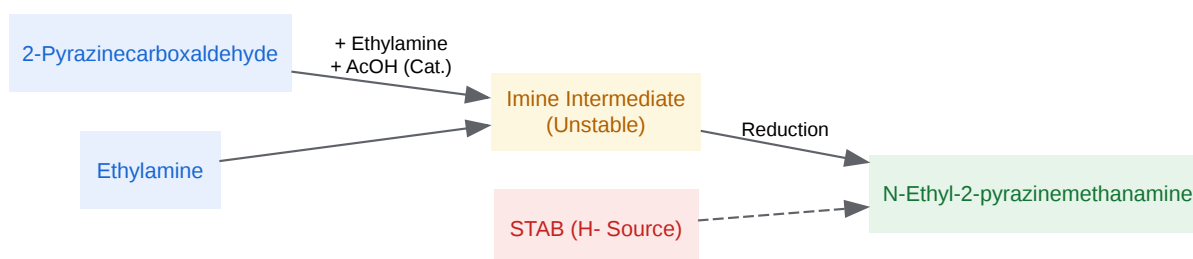 2-Pyrazinecarboxaldehyde
+ Ethylamine
+ AcOH (Cat.)
Ethylamine
Imine Intermediate
(Unstable)
Reduction
STAB (H- Source)
N-Ethyl-2-pyrazinemethanamine